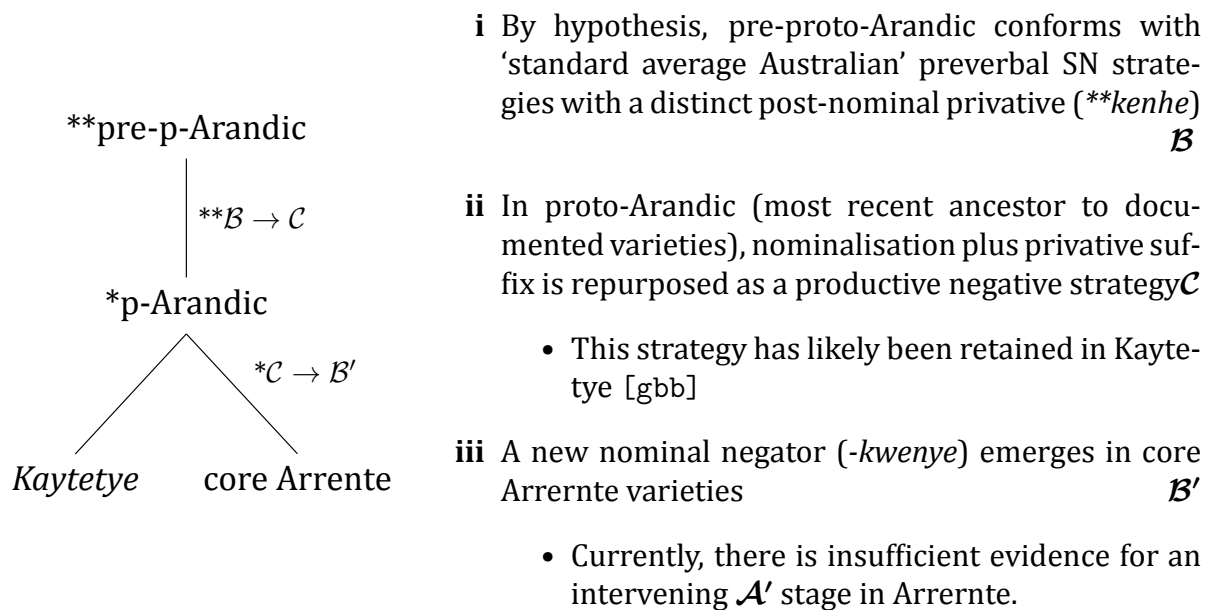 **pre-p-Arandic
**ℬ → 𝒞
*p-Arandic
*𝒞 → ℬ′
Kaytetye core Arrente
i By hypothesis, pre-proto-Arandic conforms with
‘standard average Australian’ preverbal SN strate-
gies with a distinct post-nominal privative (**kenhe)
ℬ
ii In proto-Arandic (most recent ancestor to docu-
mented varieties), nominalisation plus privative suf-
fix is repurposed as a productive negative strategy𝒞
• This strategy has likely been retained in Kayte-
tye [gbb]
iii A new nominal negator (-kwenye) emerges in core
Arrernte varieties ℬ′
• Currently, there is insufficient evidence for an
intervening 𝒜′ stage in Arrernte.